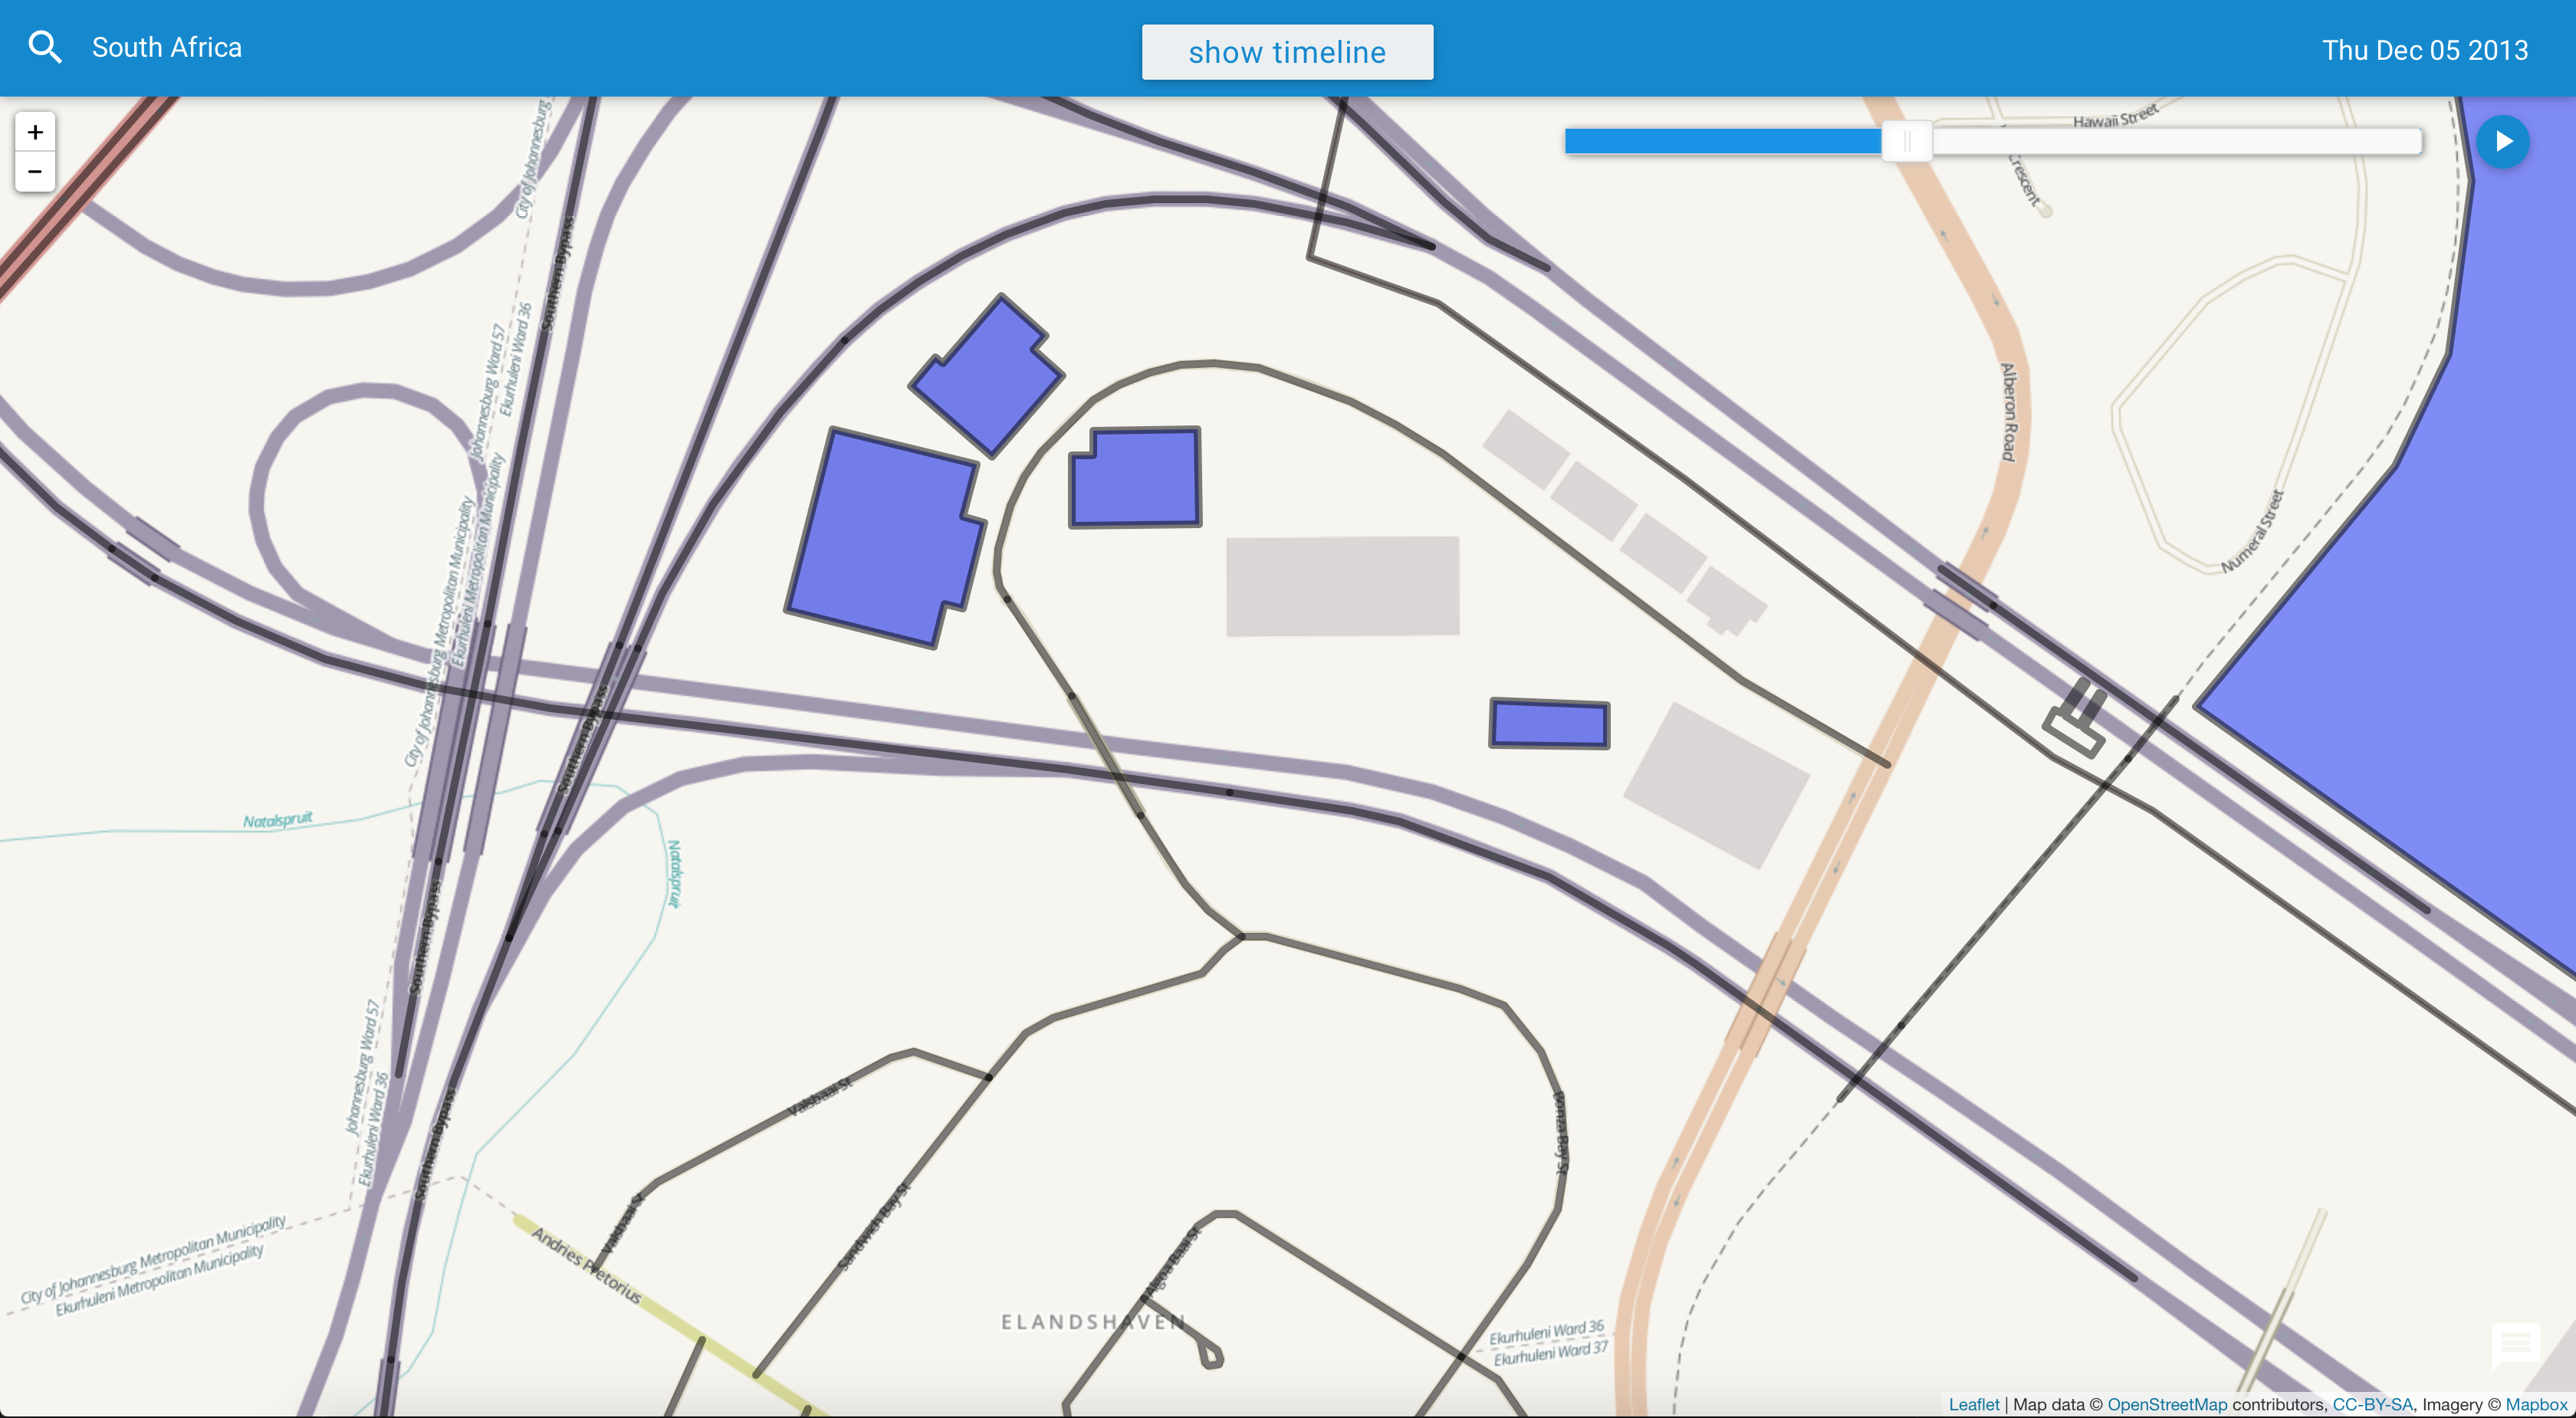 South Africa
show timeline
Thu Dec 05 2013
+
−
Hawaii Street
Crescent
City of Johannesburg
Southern Bypass
Johannesburg Ward 57
Ekurhuleni Ward 36
Alberon Road
Numeral Street
City of Johannesburg Metropolitan Municipality
Ekurhuleni Metropolitan Municipality
Southern Bypass
Natalspruit
Natalspruit
Southern Bypass
Johannesburg Ward 57
Ekurhuleni Ward 36
Southern Bypass
Valsbaai St
Bonza Bay St
Valsbaai St
Sandwich Bay St
Algoa Baai St
City of Johannesburg Metropolitan Municipality
Ekurhuleni Metropolitan Municipality
Andries Pretorius
ELANDSHAVEN
Ekurhuleni Ward 36
Ekurhuleni Ward 37
Leaflet | Map data © OpenStreetMap contributors, CC-BY-SA, Imagery © Mapbox